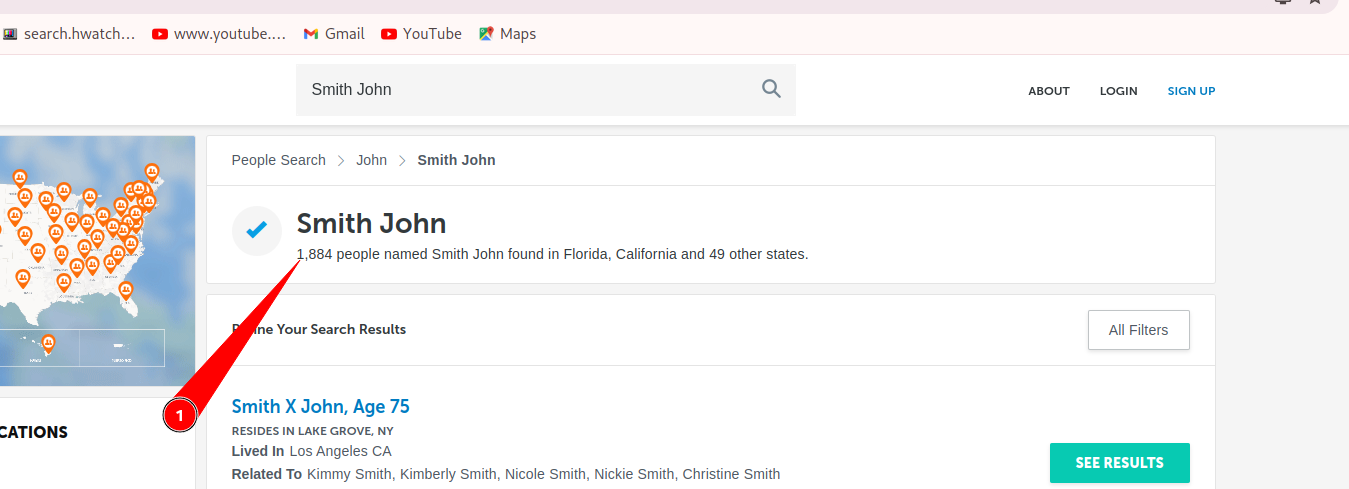 search.hwatch... www.youtube.... Gmail YouTube Maps
Smith John
ABOUT LOGIN SIGN UP
People Search > John > Smith John
Smith John
1,884 people named Smith John found in Florida, California and 49 other states.
Your Search Results
All Filters
1
CATIONS
Smith X John, Age 75
RESIDES IN LAKE GROVE, NY
Lived In Los Angeles CA
Related To Kimmy Smith, Kimberly Smith, Nicole Smith, Nickie Smith, Christine Smith
SEE RESULTS